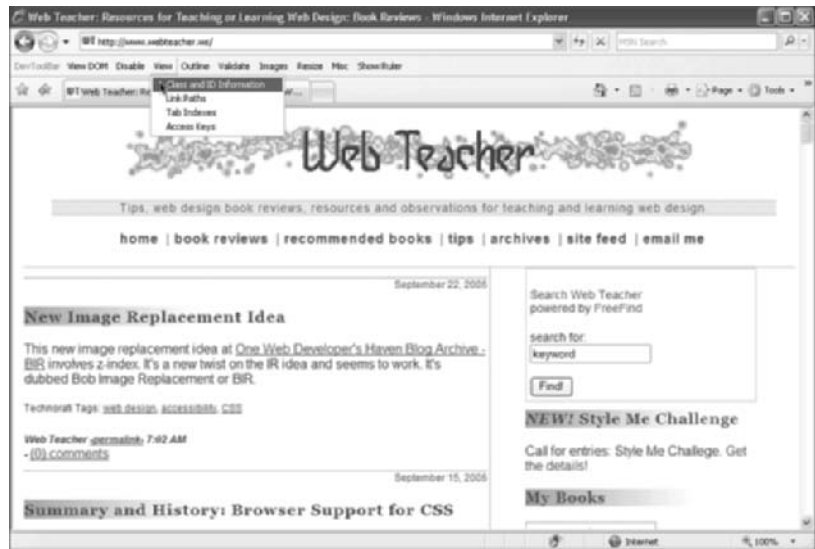 Web Teacher: Resources for Teaching or Learning Web Design: Book Reviews - Windows Internet Explorer
http://www.webteacher.ws/
MSN Search
DevToolBar View DOM Disable View Outline Validate Images Resize Misc Show Ruler
Class and ID Information
Link Paths
Tab Indexes
Access Keys
WT Web Teacher: Re
W...
Page
Tools
Web Teacher
Tips, web design book reviews, resources and observations for teaching and learning web design
home | book reviews | recommended books | tips | archives | site feed | email me
September 22, 2005
New Image Replacement Idea
This new image replacement idea at One Web Developer's Haven Blog Archive -
BIR involves z-index. It's a new twist on the IR idea and seems to work. It's
dubbed Bob Image Replacement or BIR.
Technorati Tags: web design, accessibility, CSS
Web Teacher -permalink- 7:02 AM
- (0) comments
September 15, 2005
Summary and History: Browser Support for CSS
Search Web Teacher
powered by FreeFind
search for:
keyword
Find!
NEW! Style Me Challenge
Call for entries: Style Me Challege. Get
the details!
My Books
Internet
100%